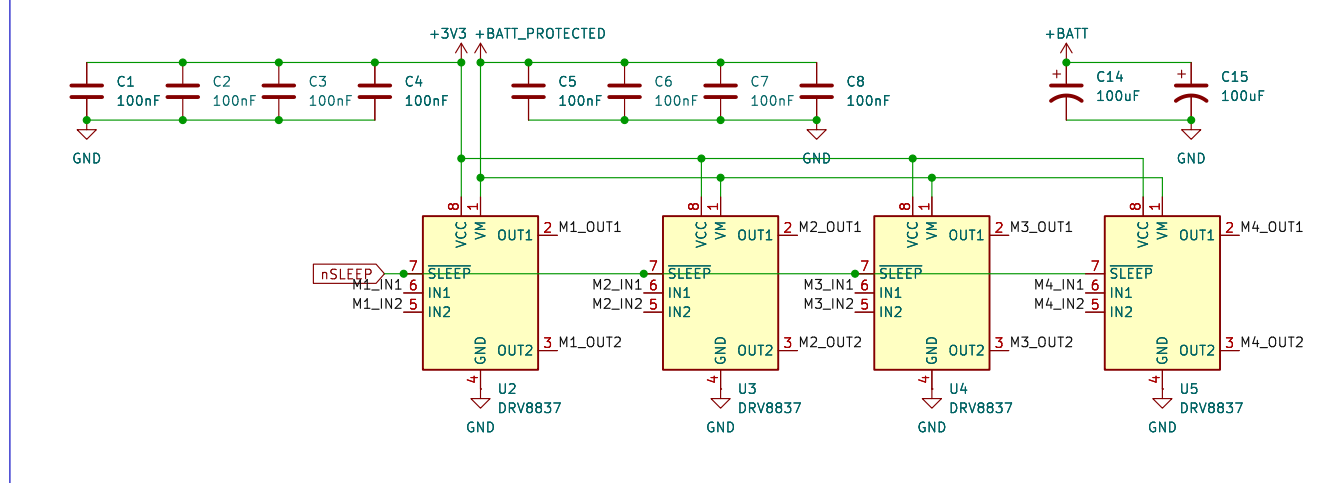 +3V3 +BATT_PROTECTED +BATT
C1 C2 C3 C4 C5 C6 C7 C8
100nF 100nF 100nF 100nF 100nF 100nF 100nF 100nF
+ C14 + C15
100uF 100uF
GND GND GND
8 1 8 1 8 1 8 1
VCC VM VCC VM VCC VM VCC VM
OUT1 2 M1_OUT1 OUT1 2 M2_OUT1 OUT1 2 M3_OUT1 OUT1 2 M4_OUT1
nSLEEP 7 SLEEP 7 SLEEP 7 SLEEP 7 SLEEP
M1_IN1 6 IN1 M2_IN1 6 IN1 M3_IN1 6 IN1 M4_IN1 6 IN1
M1_IN2 5 IN2 M2_IN2 5 IN2 M3_IN2 5 IN2 M4_IN2 5 IN2
GND OUT2 3 M1_OUT2 GND OUT2 3 M2_OUT2 GND OUT2 3 M3_OUT2 GND OUT2 3 M4_OUT2
4 4 4 4
U2 U3 U4 U5
DRV8837 DRV8837 DRV8837 DRV8837
GND GND GND GND